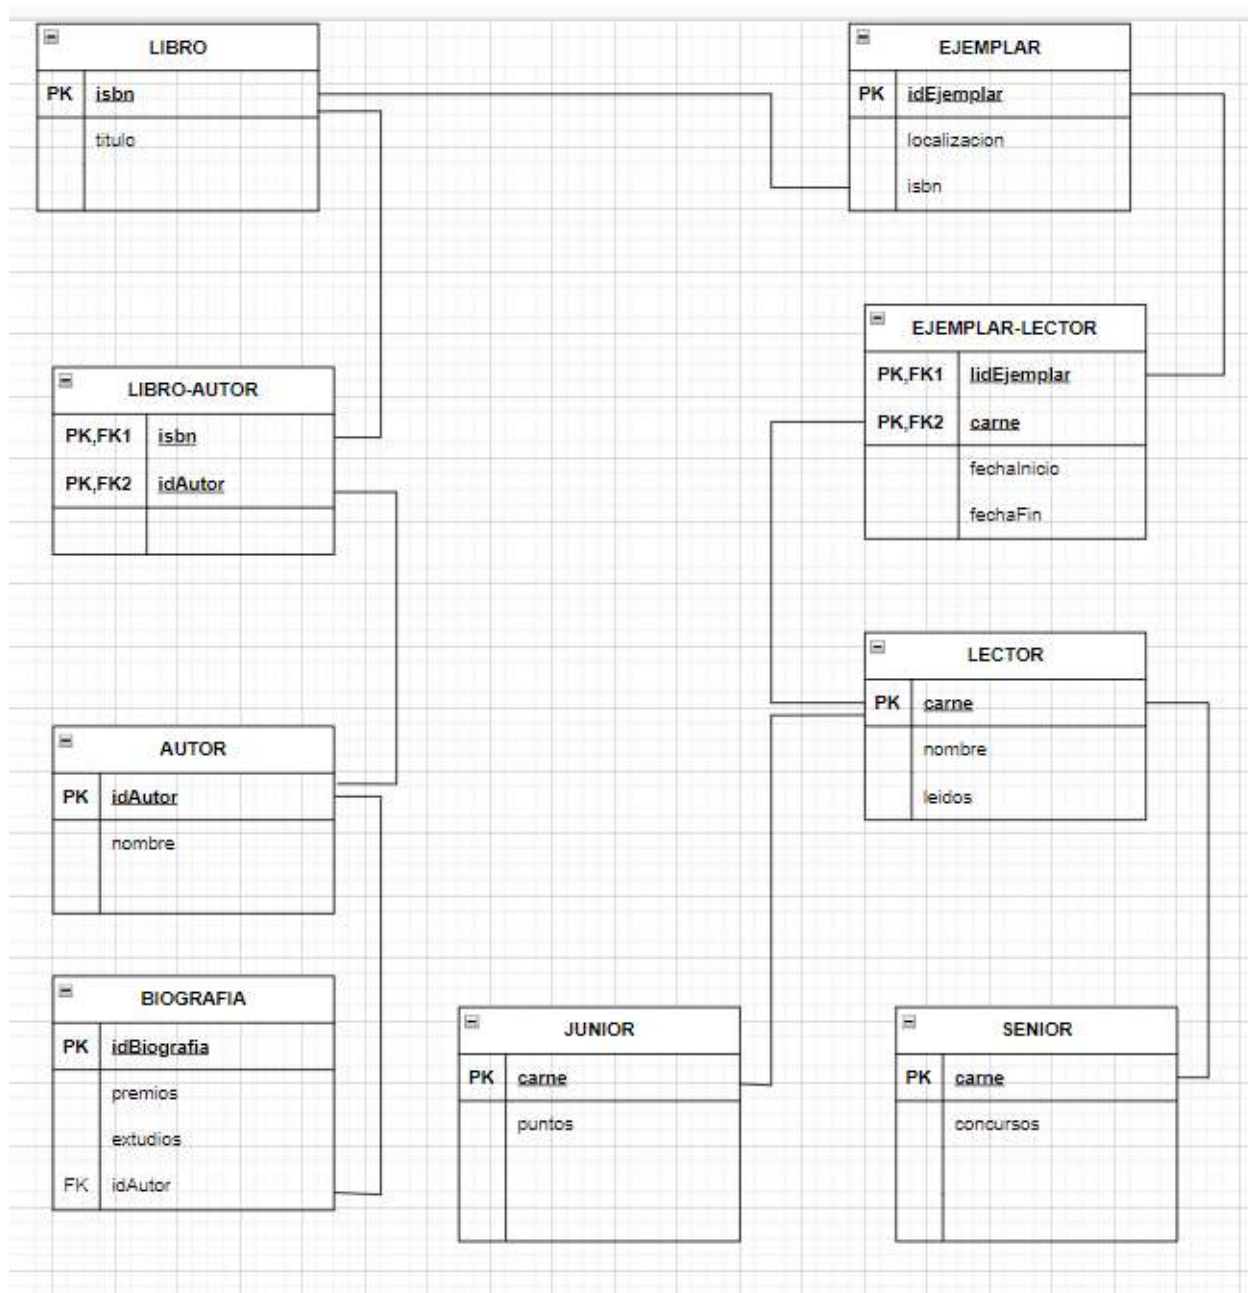 LIBRO
PK isbn
titulo
EJEMPLAR
PK idEjemplar
localizacion
isbn
EJEMPLAR-LECTOR
PK,FK1 lidEjemplar
PK,FK2 carne
fechaInicio
fechaFin
LIBRO-AUTOR
PK,FK1 isbn
PK,FK2 idAutor
LECTOR
PK carne
nombre
leidos
AUTOR
PK idAutor
nombre
BIOGRAFIA
PK idBiografia
premios
extudios
FK idAutor
JUNIOR
PK carne
puntos
SENIOR
PK carne
concursos